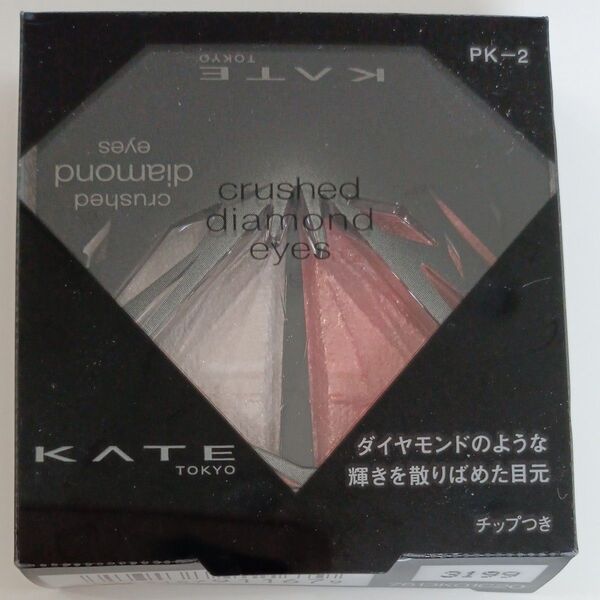 PK-2
KATE
TOKYO
crushed
diamond
eyes
crushed
diamond
eyes
KATE
TOKYO
ダイヤモンドのような
輝きを散りばめた目元
チップつき
3199